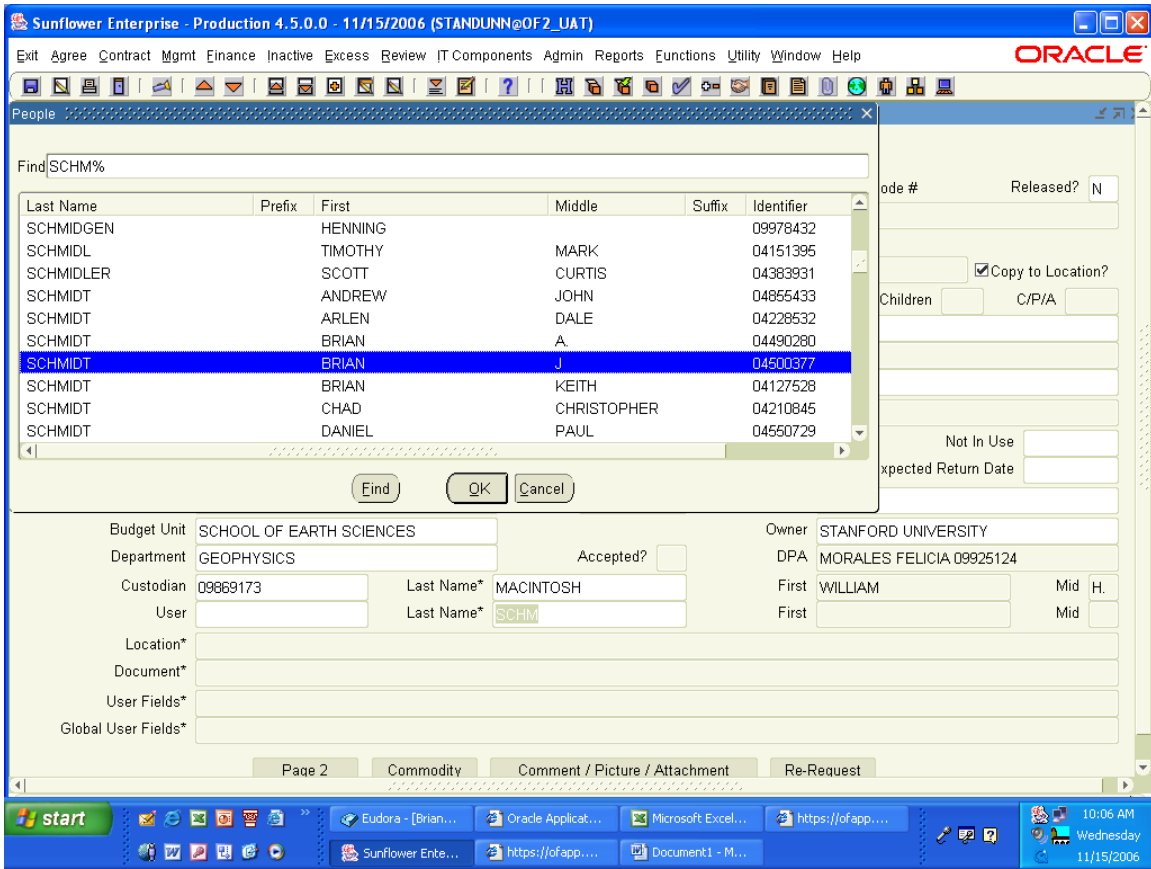 Sunflower Enterprise - Production 4.5.0.0 - 11/15/2006 (STANDUNN@OF2_UAT)
Exit Agree Contract Mgmt Finance Inactive Excess Review IT Components Admin Reports Functions Utility Window Help ORACLE
People
Find SCHM%
ode # Released? N
Last Name Prefix First Middle Suffix Identifier
SCHMIDGEN HENNING 09978432
SCHMIDL TIMOTHY MARK 04151395
SCHMIDLER SCOTT CURTIS 04383931 Copy to Location?
SCHMIDT ANDREW JOHN 04855433 Children C/P/A
SCHMIDT ARLEN DALE 04228532
SCHMIDT BRIAN A. 04490280
SCHMIDT BRIAN J 04500377
SCHMIDT BRIAN KEITH 04127528
SCHMIDT CHAD CHRISTOPHER 04210845
SCHMIDT DANIEL PAUL 04550729
Not In Use
xpected Return Date
Find OK Cancel
Budget Unit SCHOOL OF EARTH SCIENCES Owner STANFORD UNIVERSITY
Department GEOPHYSICS Accepted? DPA MORALES FELICIA 09925124
Custodian 09869173 Last Name* MACINTOSH First WILLIAM Mid H.
User Last Name* SCHM First Mid
Location*
Document*
User Fields*
Global User Fields*
Page 2 Commodity Comment / Picture / Attachment Re-Request
start Eudora - [Brian... Oracle Applicat... Microsoft Excel... https://ofapp.... 10:06 AM
Wednesday
Sunflower Ente... https://ofapp.... Document1 - M... 11/15/2006